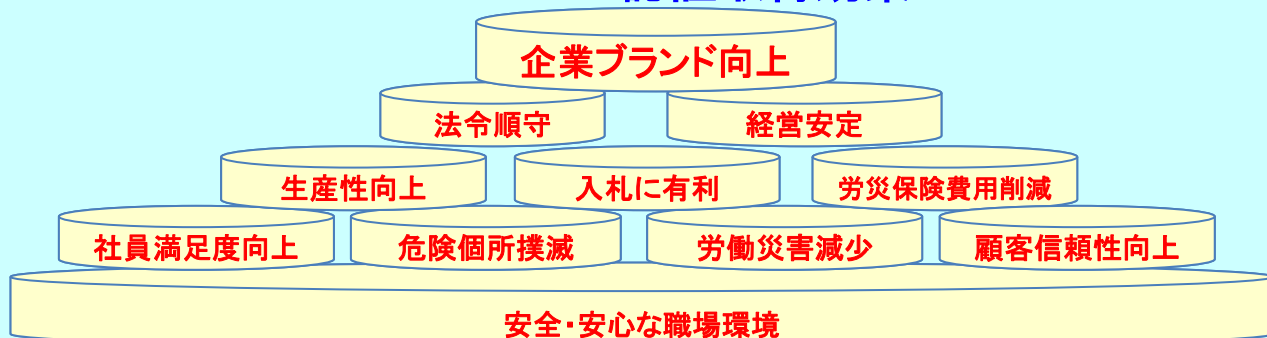 企業ブランド向上
法令順守 経営安定
生産性向上 入札に有利 労災保険費用削減
社員満足度向上 危険個所撲滅 労働災害減少 顧客信頼性向上
安全・安心な職場環境